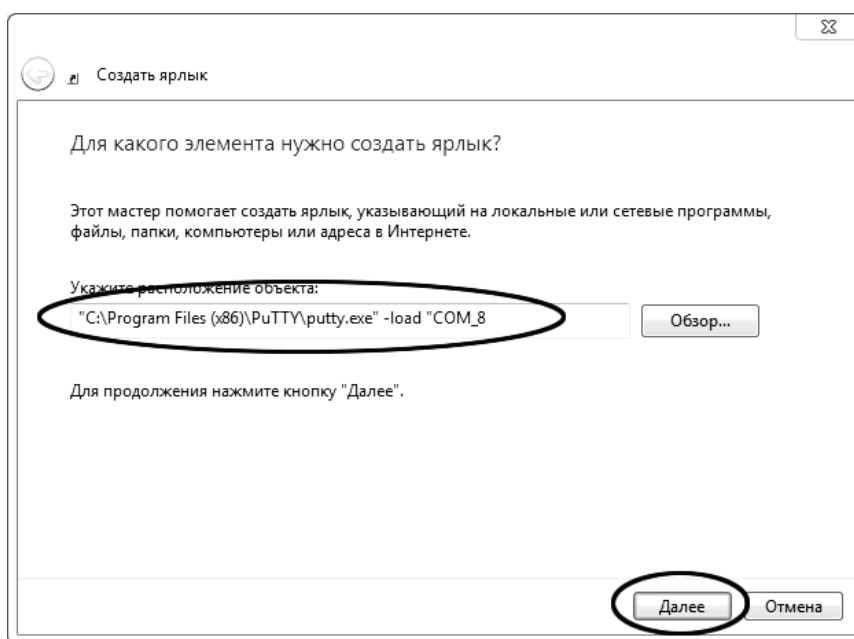 Создать ярлык
Для какого элемента нужно создать ярлык?
Этот мастер помогает создать ярлык, указывающий на локальные или сетевые программы,
файлы, папки, компьютеры или адреса в Интернете.
Укажите расположение объекта:
"C:\Program Files (x86)\PuTTY\putty.exe" -load "COM_8
Обзор...
Для продолжения нажмите кнопку "Далее".
Далее
Отмена